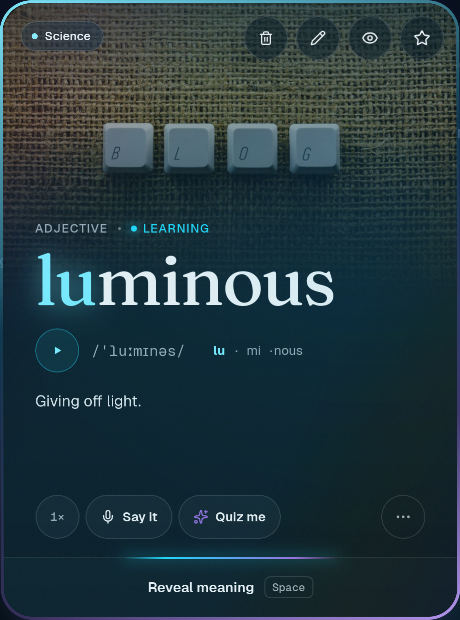 Science
B L O G
ADJECTIVE • LEARNING
luminous
/ˈluːmɪnəs/ lu · mi ·nous
Giving off light.
1× Say it Quiz me
Reveal meaning Space